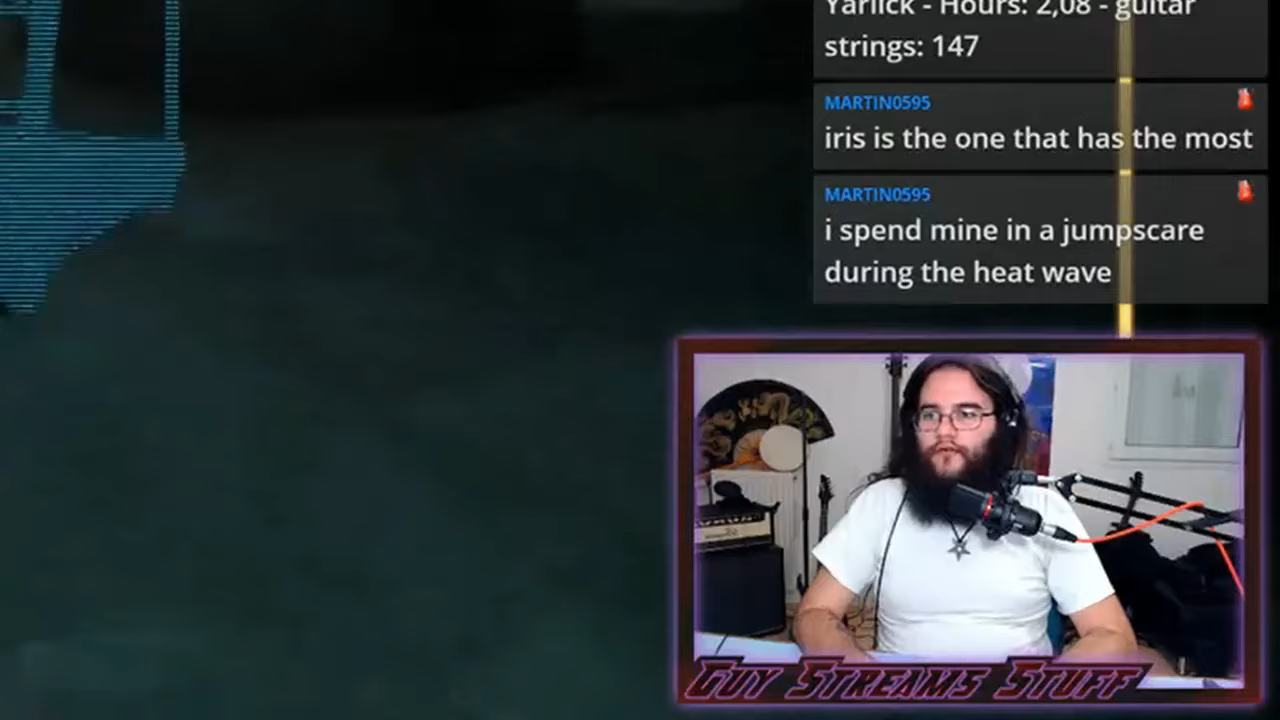 Yarlick - Hours: 2,08 - guitar
strings: 147
MARTIN0595
iris is the one that has the most
MARTIN0595
i spend mine in a jumpscare
during the heat wave
Guy Streams Stuff